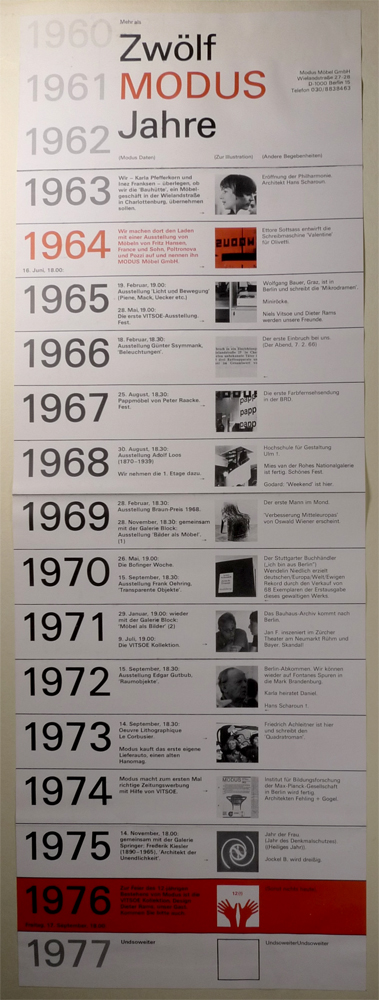 1960
Mehr als
Zwölf
1961
MODUS
Modus Möbel GmbH
Wielandstraße 27-28
D-1000 Berlin 15
Telefon 030/8838463
1962
Jahre
(Modus Daten)
(Zur Illustration)
(Andere Begebenheiten)
1963
Wir – Karla Pfefferkorn und
Inez Franksen – überlegen, ob
wir die 'Bauhütte', ein Möbel-
geschäft in der Wielandstraße
in Charlottenburg, übernehmen
sollen.
Eröffnung der Philharmonie.
Architekt Hans Scharoun.
1964
18. Juni, 18.00:
Wir machen dort den Laden
mit einer Ausstellung von
Möbeln von Fritz Hansen,
France und Sohn, Poltronova
und Pozzi auf und nennen ihn
MODUS Möbel GmbH.
Ettore Sottsass entwirft die
Schreibmaschine 'Valentine'
für Olivetti.
1965
19. Februar, 19.00:
Ausstellung 'Licht und Bewegung'
(Piene, Mack, Uecker etc.)
28. Mai, 19.00:
Die erste VITSOE-Ausstellung.
Fest.
Wolfgang Bauer, Graz, ist in
Berlin und schreibt die 'Mikrodramen'.
Miniröcke.
Niels Vitsoe und Dieter Rams
werden unsere Freunde.
1966
18. Februar, 18.30:
Ausstellung Günter Ssymmank,
'Beleuchtungen'.
Der erste Einbruch bei uns.
(Der Abend, 7. 2. 66)
1967
25. August, 18.30:
Pappmöbel von Peter Raacke.
Fest.
papp
papp
Die erste Farbfernsehsendung
in der BRD.
1968
30. August, 18.30:
Ausstellung Adolf Loos
(1870-1939)
Wir nehmen die 1. Etage dazu.
Hochschule für Gestaltung
Ulm †.
Mies van der Rohes Nationalgalerie
ist fertig. Schönes Fest.
Godard: 'Weekend' ist hier.
1969
28. Februar, 18.30:
Ausstellung Braun-Preis 1968.
28. November, 18.30: gemeinsam
mit der Galerie Block:
Ausstellung 'Bilder als Möbel',
(1)
Der erste Mann im Mond.
'Verbesserung Mitteleuropas'
von Oswald Wiener erscheint.
1970
26. Mai, 19.00:
Die Bofinger Woche.
15. September, 18.30:
Ausstellung Frank Oehring,
'Transparente Objekte'.
Der Stuttgarter Buchhändler
(„ich bin aus Berlin“)
Wendelin Niedlich erzielt
deutschen/Europa/Welt/Ewigen
Rekord durch den Verkauf von
68 Exemplaren der Erstausgabe
dieses gewaltigen Werks.
1971
29. Januar, 19.00: wieder
mit der Galerie Block:
'Möbel als Bilder' (2)
9. Juli, 19.00:
Die VITSOE Kollektion.
Das Bauhaus-Archiv kommt nach
Berlin.
Jan F. inszeniert im Zürcher
Theater am Neumarkt Rühm und
Bayer. Skandal!
1972
15. September, 18.30:
Ausstellung Edgar Gutbub,
'Raumobjekte'.
Berlin-Abkommen. Wir können
wieder auf Fontanes Spuren in
die Mark Brandenburg.
Karla heiratet Daniel.
Hans Scharoun †.
1973
14. September, 18.30:
Oeuvre Lithographique
Le Corbusier.
Modus kauft das erste eigene
Lieferauto, einen alten
Hanomag.
Friedrich Achleitner ist hier
und schreibt den
'Quadratroman'.
1974
Modus macht zum ersten Mal
richtige Zeitungswerbung
mit Hilfe von VITSOE.
MODUS
Institut für Bildungsforschung
der Max-Planck-Gesellschaft
in Berlin wird fertig.
Architekten Fehling + Gogel.
1975
14. November, 18.00:
gemeinsam mit der Galerie
Springer: Frederik Kiesler
(1890-1965), 'Architekt der
Unendlichkeit'.
Jahr der Frau.
(Jahr des Denkmalschutzes)
((Heiliges Jahr)).
Jockel B. wird dreißig.
1976
1977
Undsoweiter
UndsoweiterUndsoweiter